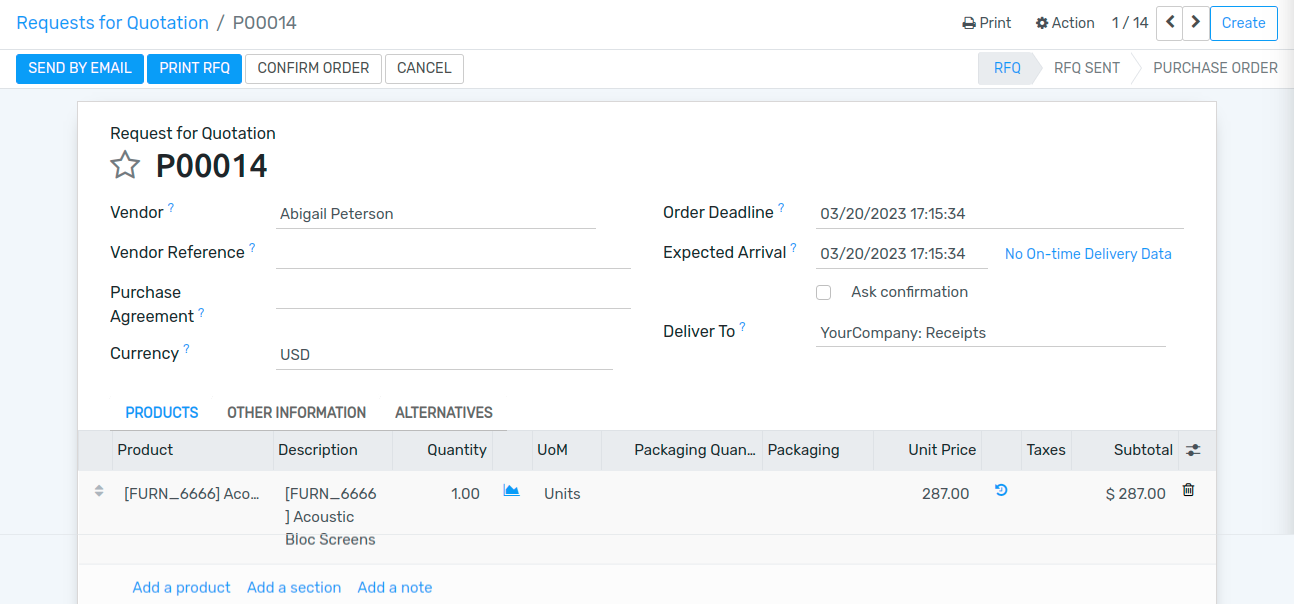 Requests for Quotation / P00014
Print Action 1 / 14 Create
SEND BY EMAIL PRINT RFQ CONFIRM ORDER CANCEL RFQ RFQ SENT PURCHASE ORDER
Request for Quotation
P00014
Vendor ? Abigail Peterson
Order Deadline ? 03/20/2023 17:15:34
Vendor Reference ?
Expected Arrival ? 03/20/2023 17:15:34 No On-time Delivery Data
Purchase
Agreement ?
Ask confirmation
Deliver To ? YourCompany: Receipts
Currency ? USD
PRODUCTS OTHER INFORMATION ALTERNATIVES
Product Description Quantity UoM Packaging Quan... Packaging Unit Price Taxes Subtotal
[FURN_6666] Aco... [FURN_6666 1.00 Units 287.00 $ 287.00
] Acoustic
Bloc Screens
Add a product Add a section Add a note